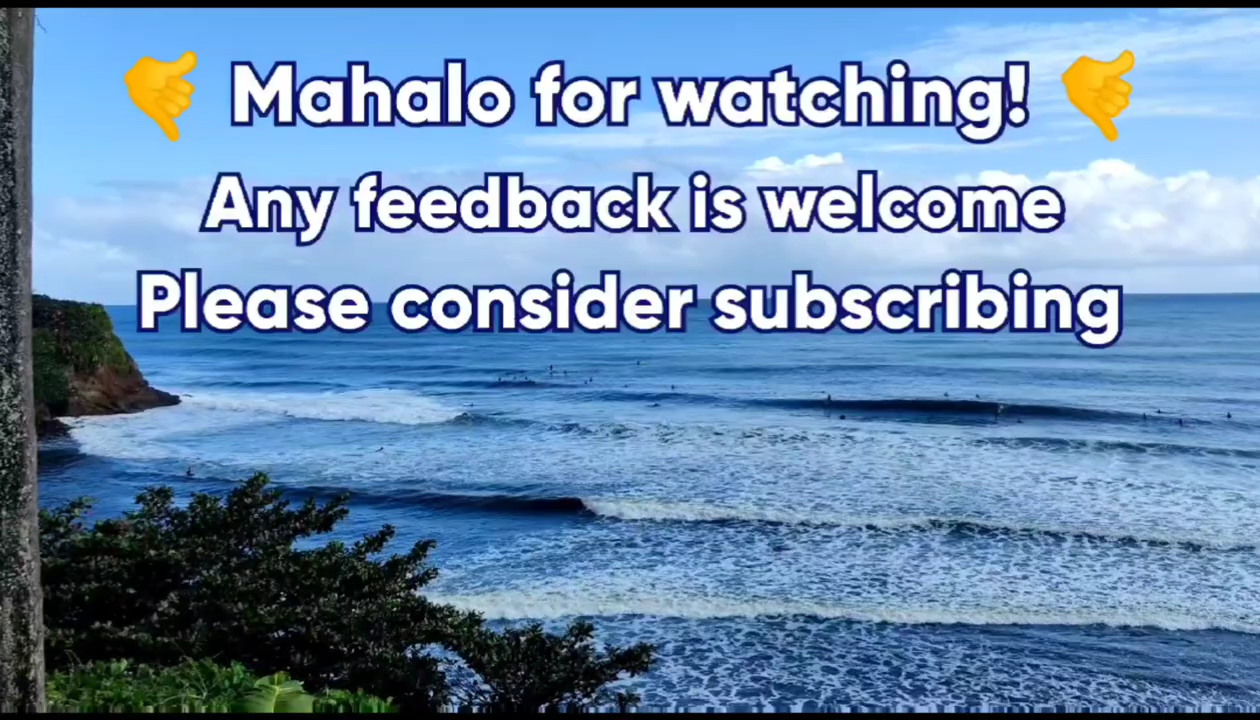 🤙 Mahalo for watching! 🤙
Any feedback is welcome
Please consider subscribing